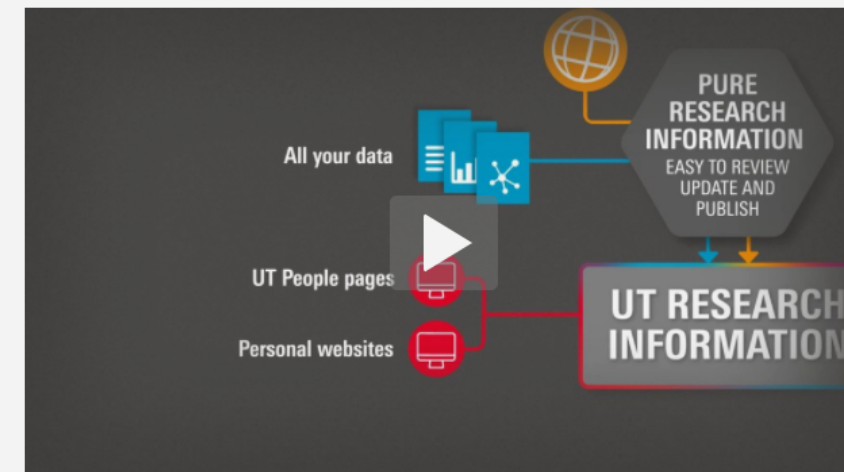 PURE
RESEARCH
INFORMATION
EASY TO REVIEW
UPDATE AND
PUBLISH
All your data
UT People pages
Personal websites
UT RESEARCH
INFORMATION